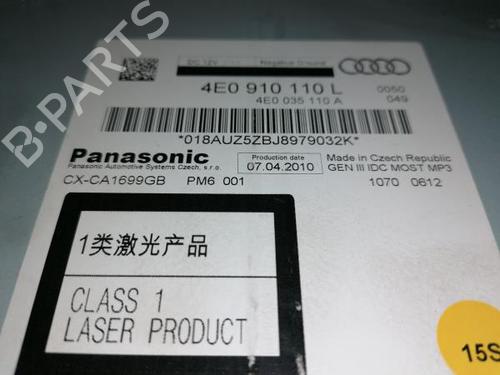 DC 12V Negative Ground
4E0 910 110 L 0050
4E0 035 110 A 049
*018AUZ5ZBJ8979032K*
Panasonic Production date Made in Czech Republic
Panasonic Automotive Systems Czech, s.r.o. 07.04.2010 GEN III IDC MOST MP3
CX-CA1699GB PM6 001 1070 0612
1类激光产品
CLASS 1
LASER PRODUCT
15S
B-PARTS